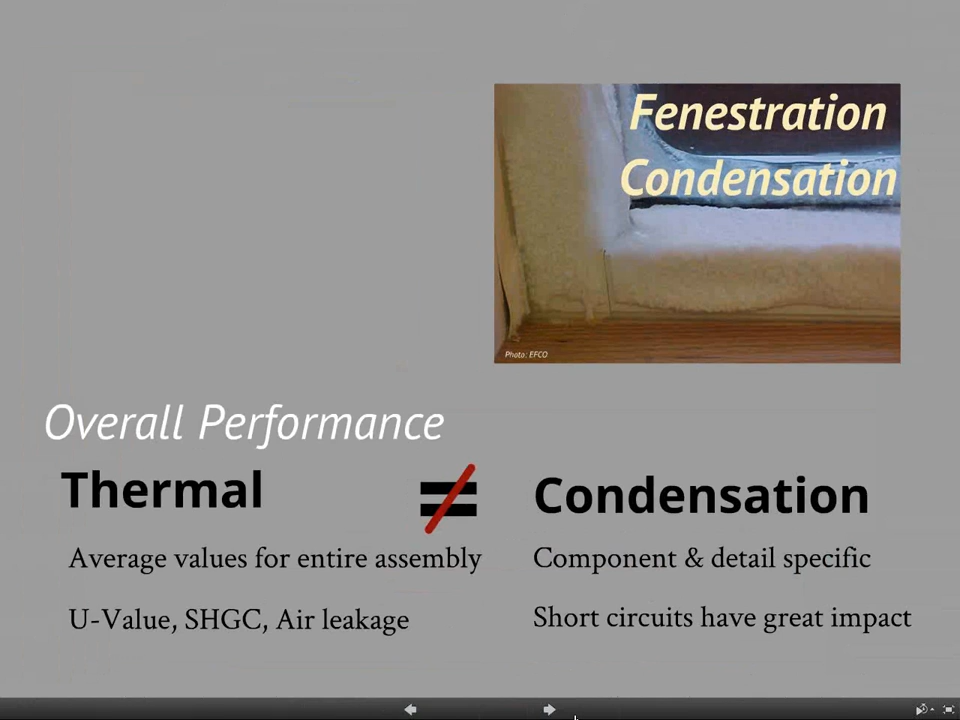 Fenestration
Condensation
Photo: EFCO
Overall Performance
Thermal ≠ Condensation
Average values for entire assembly
Component & detail specific
U-Value, SHGC, Air leakage
Short circuits have great impact